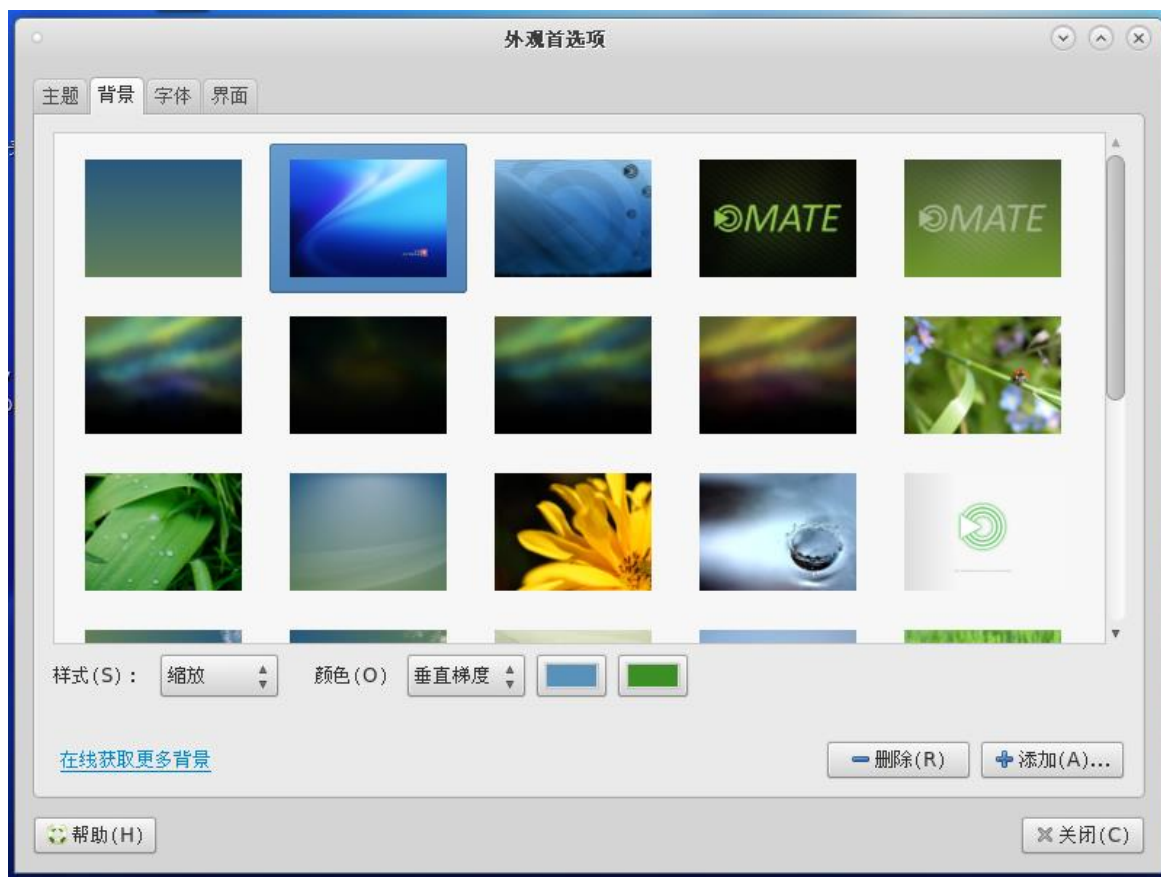 外观首选项
主题 背景 字体 界面
MATE MATE
样式(S)： 缩放 颜色(O) 垂直梯度
在线获取更多背景 删除(R) 添加(A)...
帮助(H) 关闭(C)